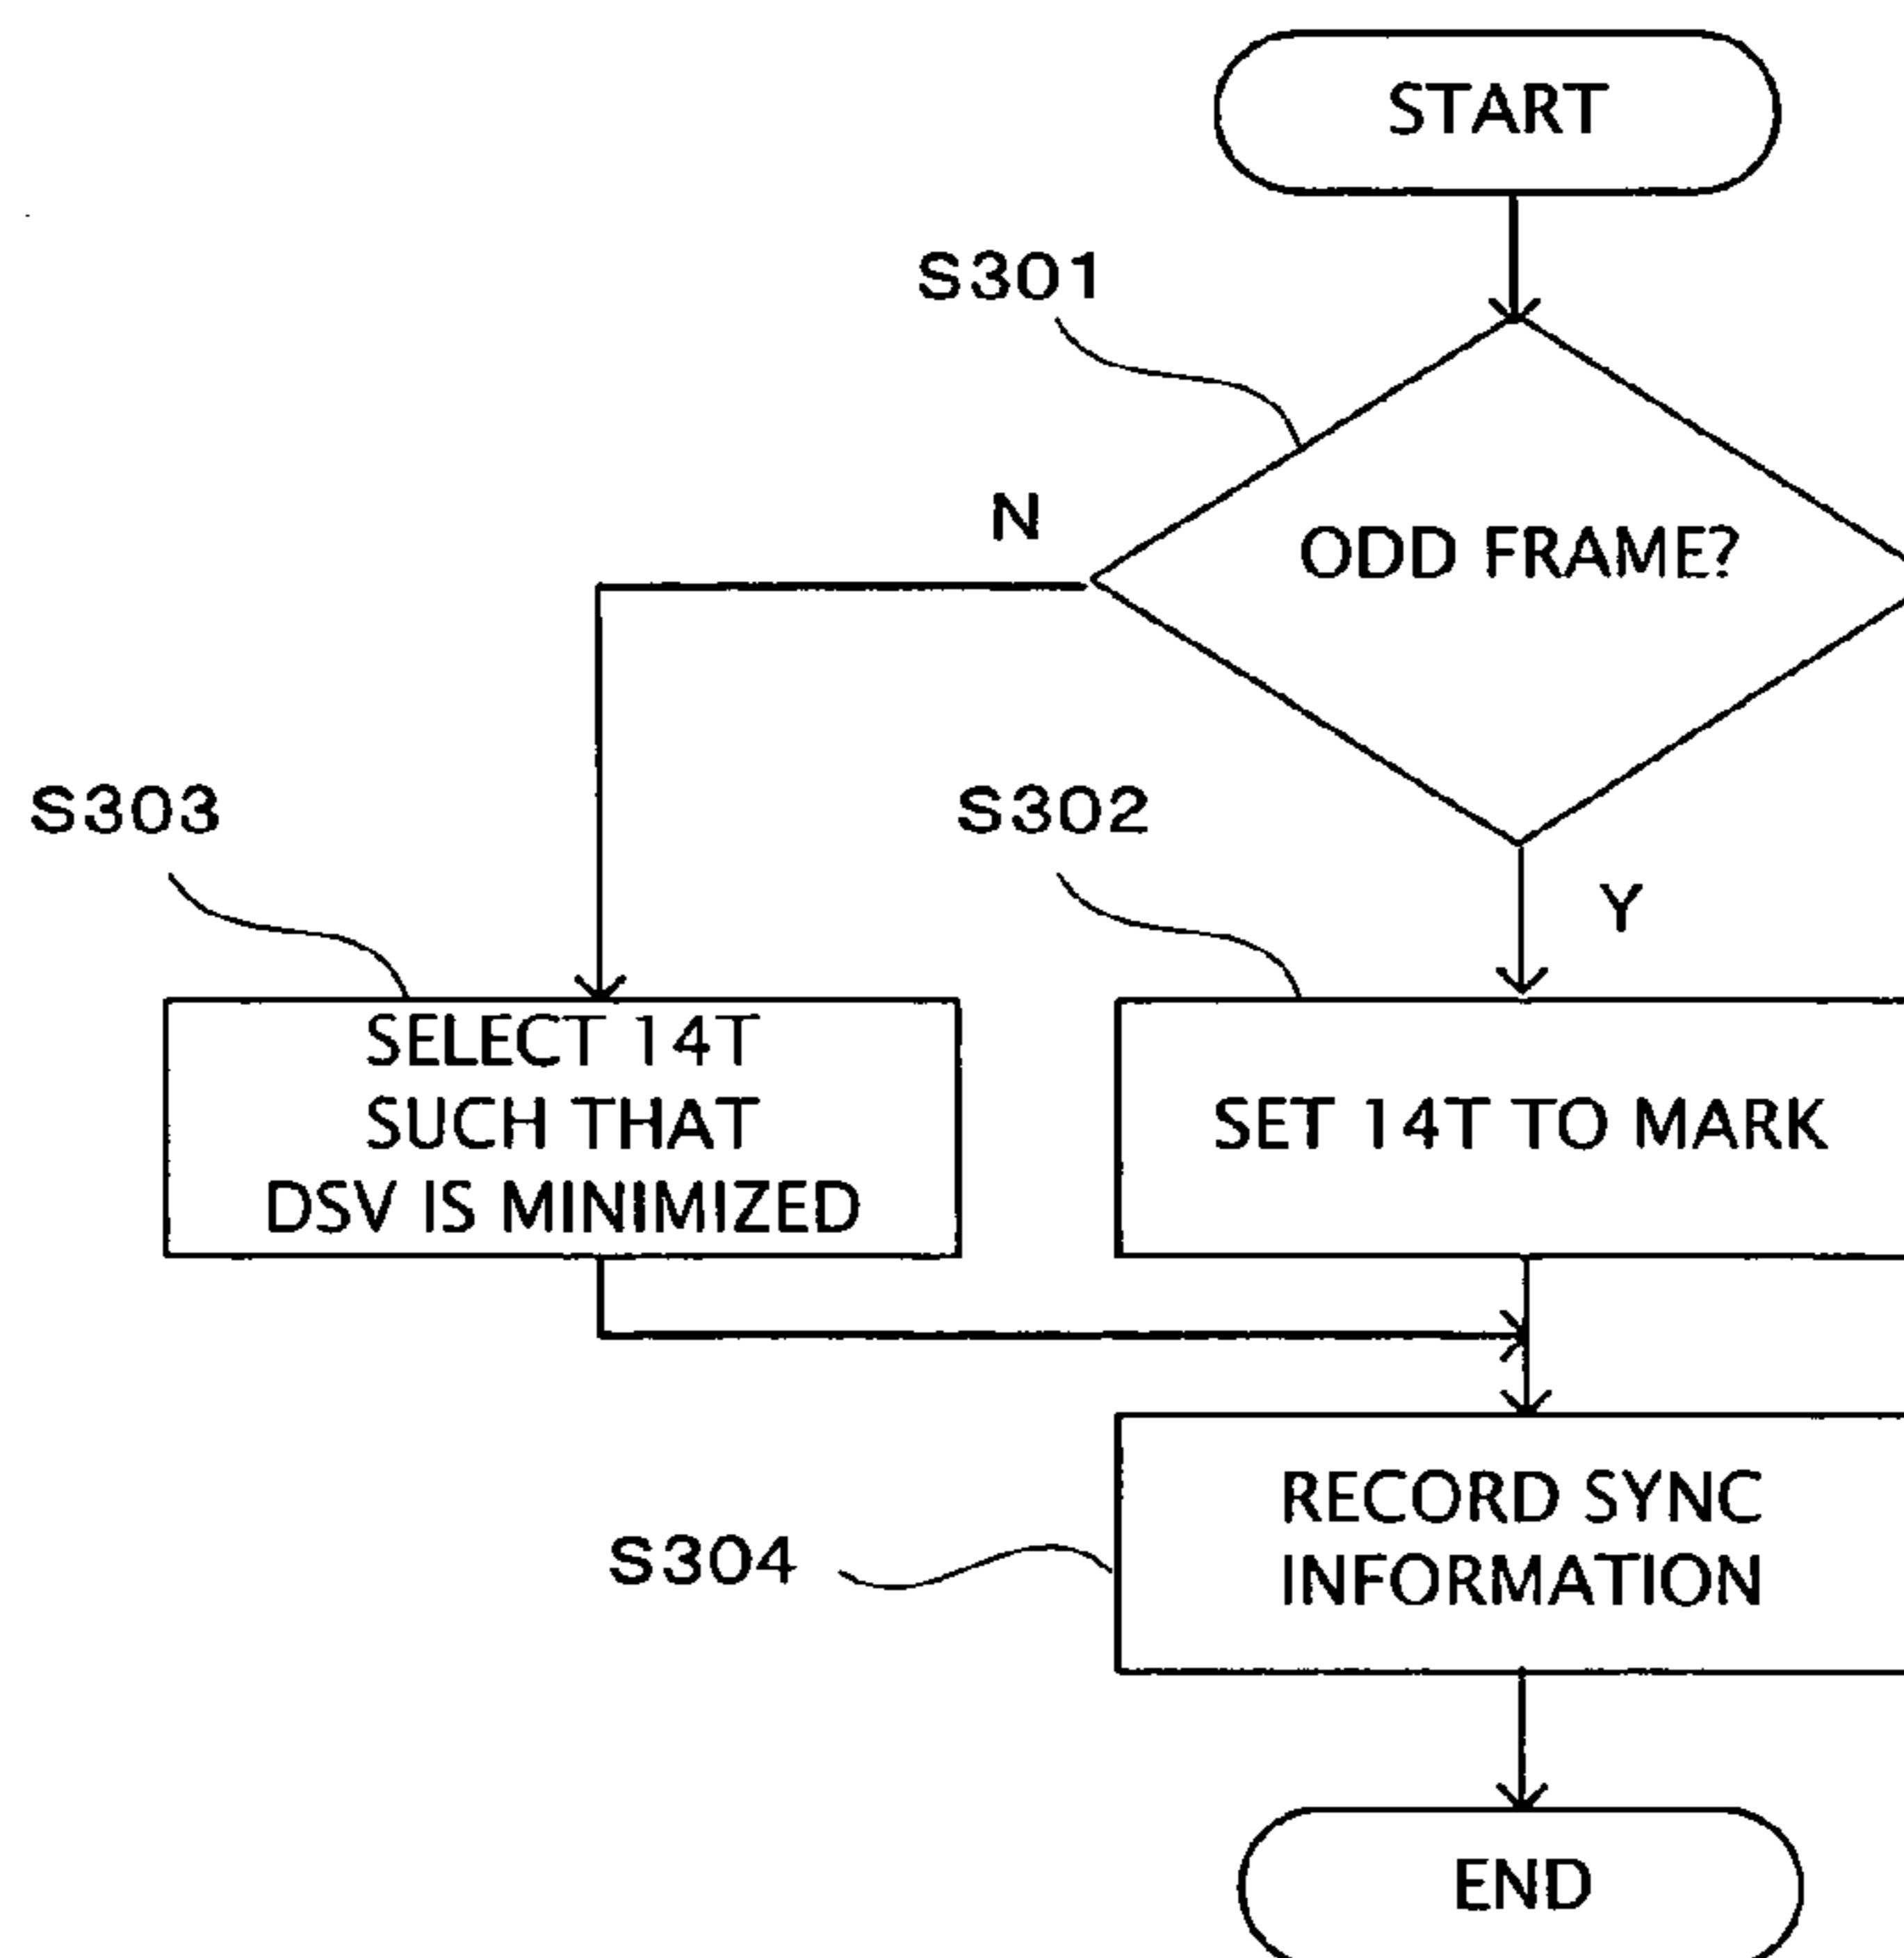 START
S301
N
ODD FRAME?
S303
S302
Y
SELECT 14T
SUCH THAT
DSV IS MINIMIZED
SET 14T TO MARK
RECORD SYNC
INFORMATION
S304
END